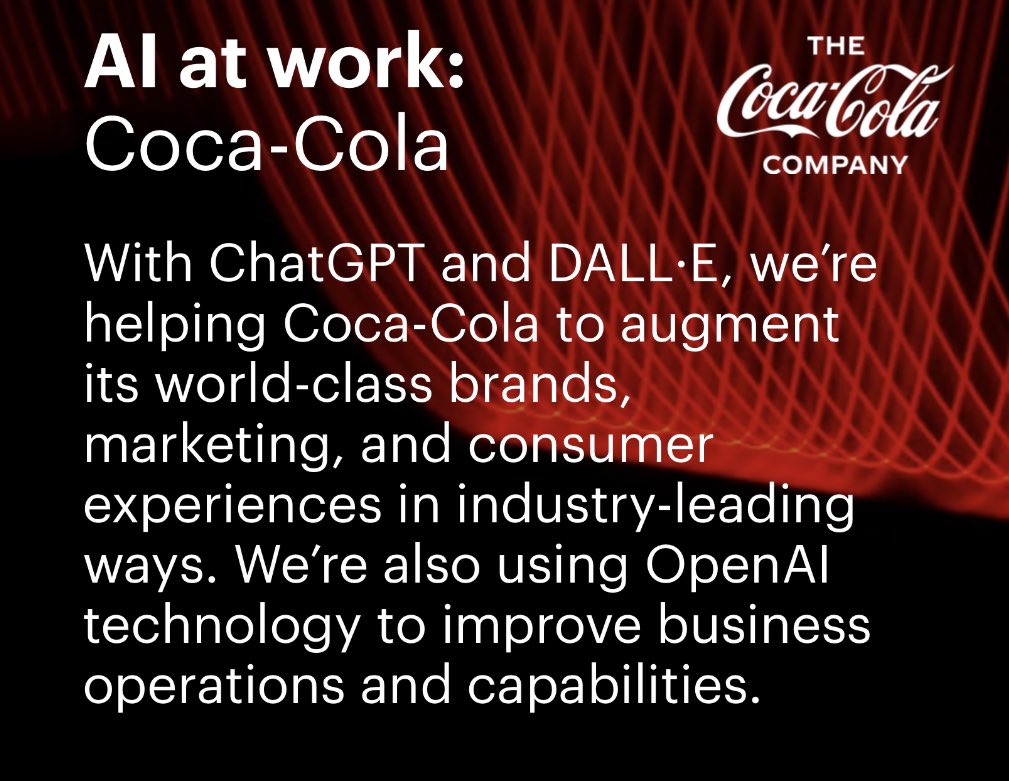 AI at work:
Coca-Cola
THE
Coca-Cola
COMPANY
With ChatGPT and DALL·E, we’re
helping Coca-Cola to augment
its world-class brands,
marketing, and consumer
experiences in industry-leading
ways. We’re also using OpenAI
technology to improve business
operations and capabilities.